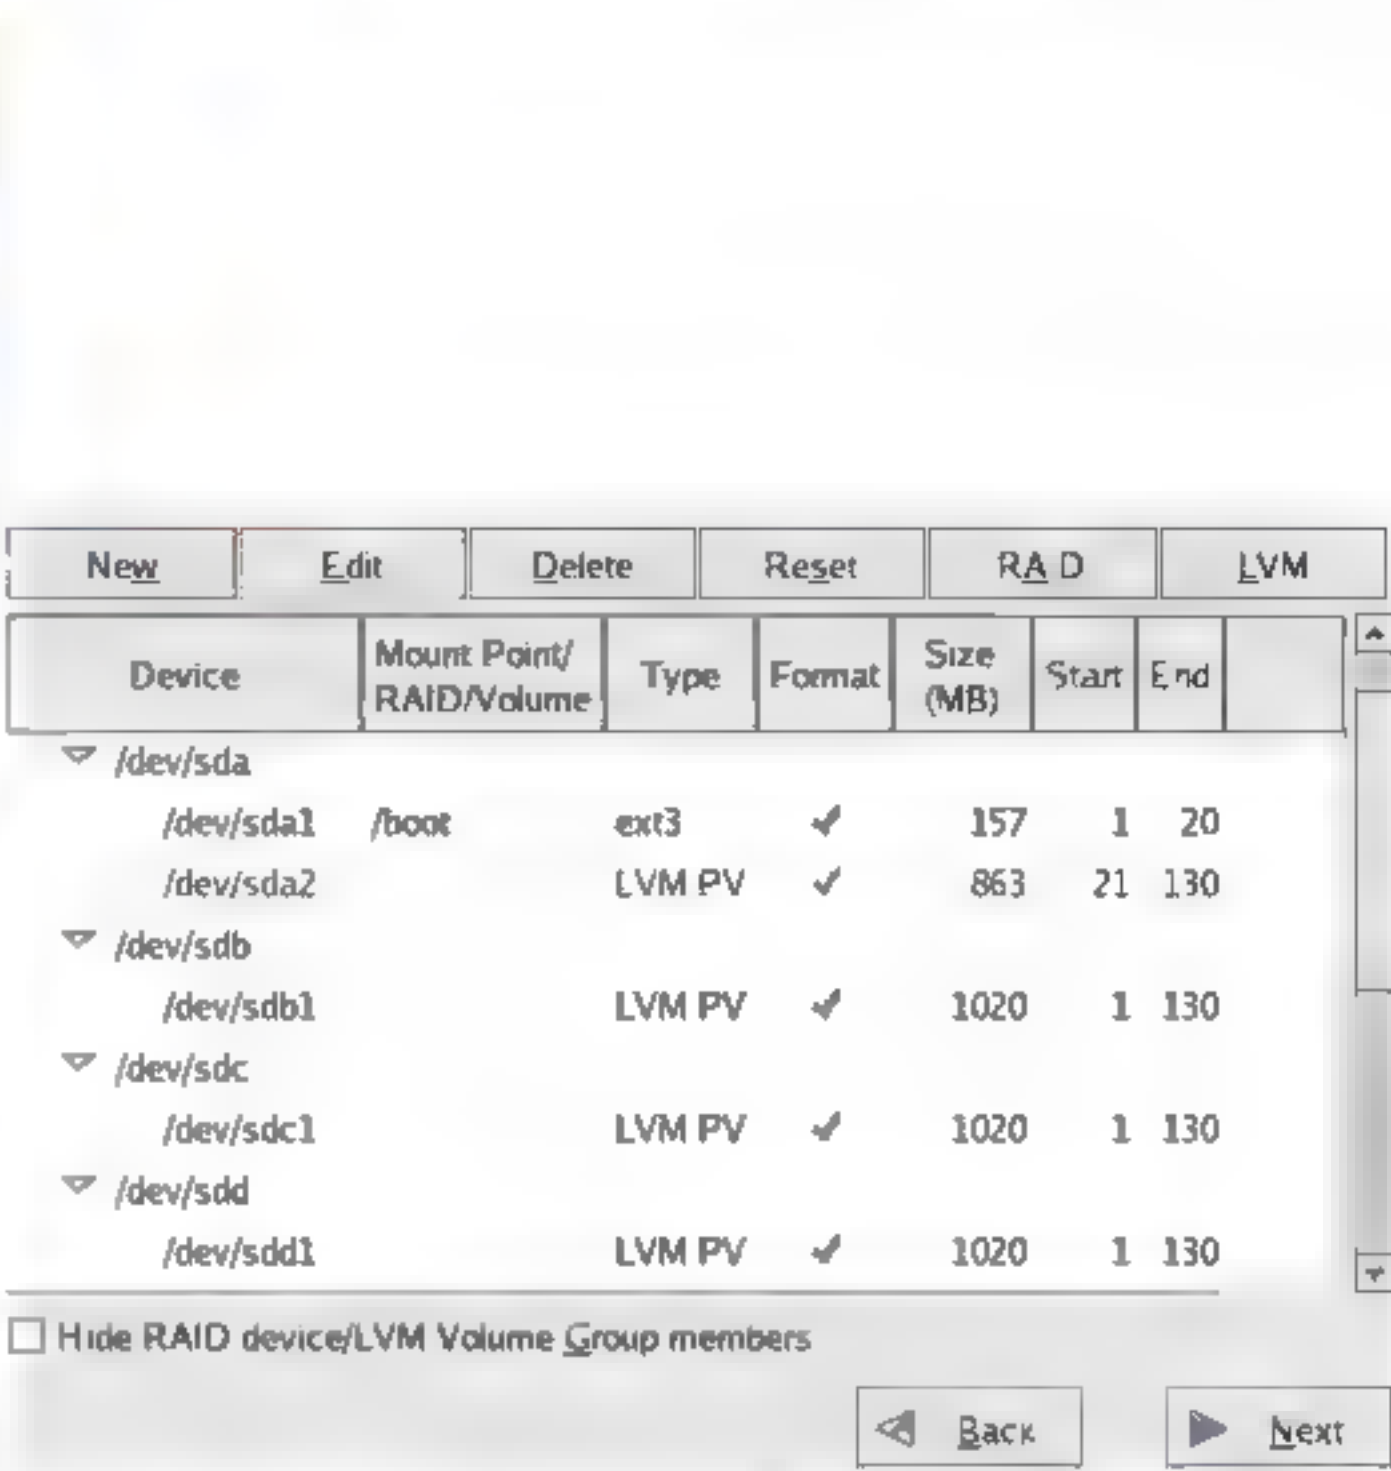 New Edit Delete Reset RAID LVM
Device Mount Point/ RAID/Volume Type Format Size (MB) Start End
/dev/sda
/dev/sda1 /boot ext3 157 1 20
/dev/sda2 LVM PV 863 21 130
/dev/sdb
/dev/sdb1 LVM PV 1020 1 130
/dev/sdc
/dev/sdc1 LVM PV 1020 1 130
/dev/sdd
/dev/sdd1 LVM PV 1020 1 130
Hide RAID device/LVM Volume Group members
Back Next